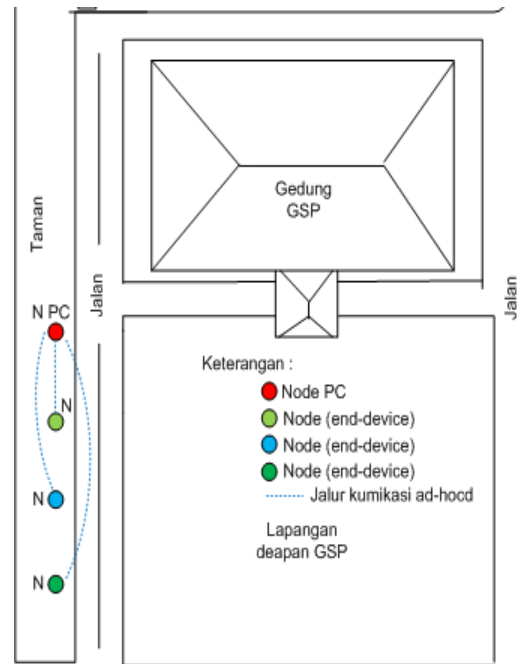 Gedung
GSP
Taman
Jalan
Jalan
N PC
N
N
N
Keterangan :
Node PC
Node (end-device)
Node (end-device)
Node (end-device)
Jalur kumikasi ad-hocd
Lapangan
deapan GSP